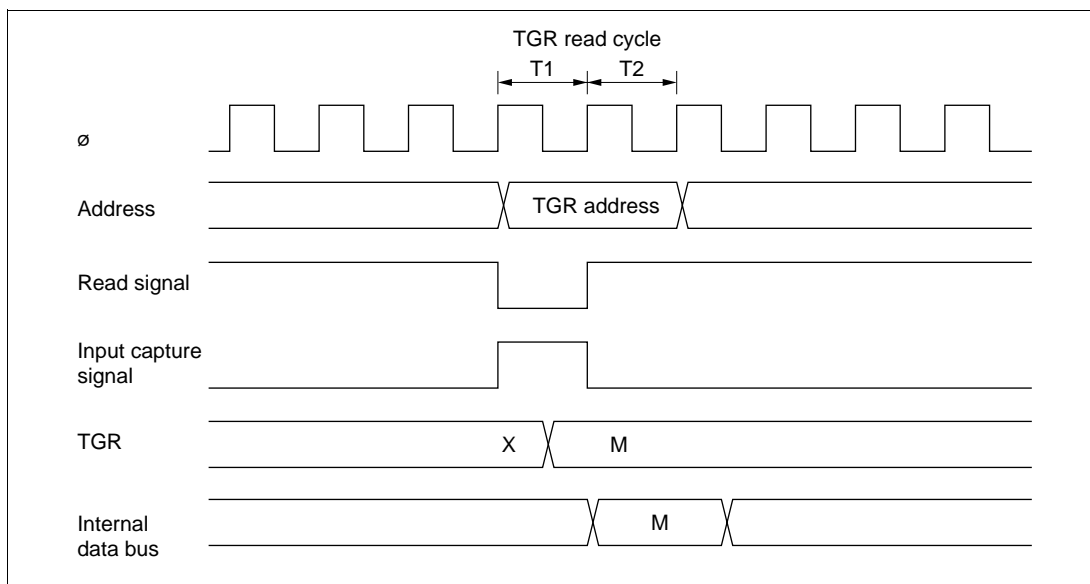 TGR read cycle
T1 T2
ø
Address TGR address
Read signal
Input capture
signal
TGR X M
Internal M
data bus